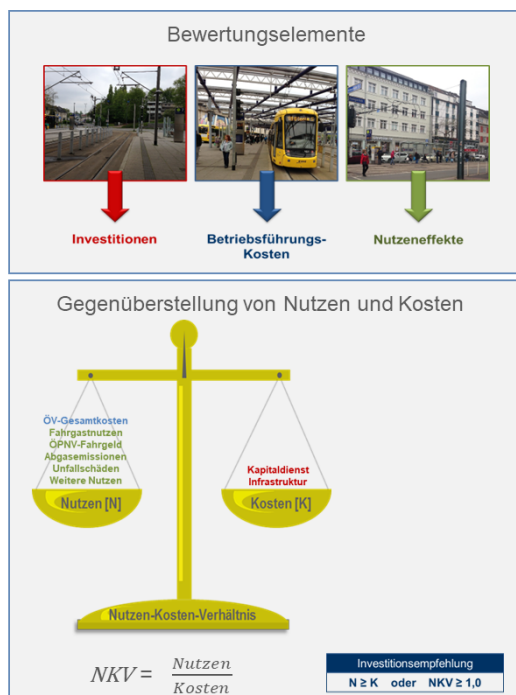 Bewertungselemente
Investitionen
Betriebsführungs-
Kosten
Nutzeneffekte
Gegenüberstellung von Nutzen und Kosten
ÖV-Gesamtkosten
Fahrgastnutzen
ÖPNV-Fahrgeld
Abgasemissionen
Unfallschäden
Weitere Nutzen
Nutzen [N]
Kapitaldienst
Infrastruktur
Kosten [K]
Nutzen-Kosten-Verhältnis
NKV = Nutzen
Kosten
Investitionsempfehlung
N ≥ K oder NKV ≥ 1,0